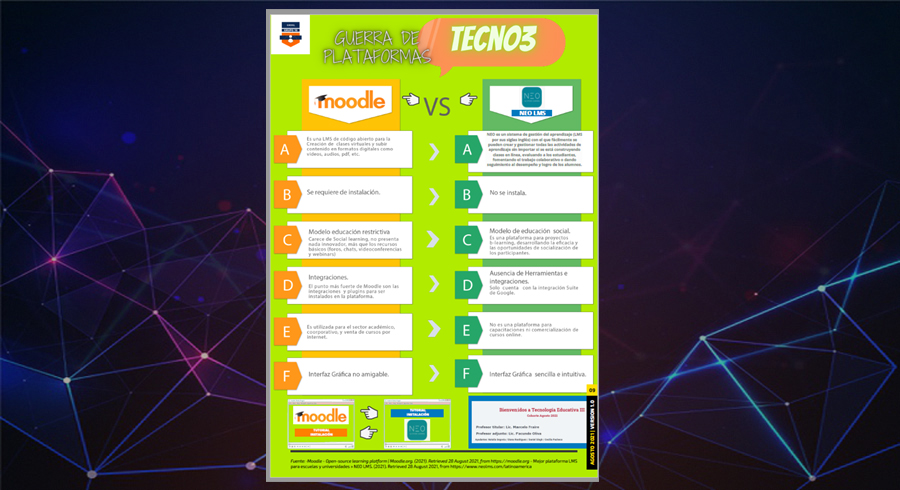 GUERRA DE
PLATAFORMAS
TECNO3
moodle
VS
NEO
NEO LMS
A
Es una LMS de código abierto para la
Creación de clases virtuales y subir
contenido en formatos digitales como
videos, audios, pdf, etc.
A
NEO es un sistema de gestión del aprendizaje (LMS
por sus siglas inglés) con el que fácilmente se
pueden crear y gestionar todas las actividades de
aprendizaje sin importar si se está construyendo
clases en línea, evaluando a los estudiantes,
fomentando el trabajo colaborativo o dando
seguimiento al desempeño y logro de los alumnos.
B
Se requiere de instalación.
B
No se instala.
C
Modelo educación restrictiva
Carece de Social learning, no presenta
nada innovador, más que los recursos
básicos (foros, chats, videoconferencias
y webinars)
C
Modelo de educación social.
Es una plataforma para proyectos
b-learning, desarrollando la eficacia y
las oportunidades de socialización de
los participantes.
D
Integraciones.
El punto más fuerte de Moodle son las
integraciones y plugins para ser
instalados en la plataforma.
D
Ausencia de Herramientas e
integraciones.
Solo cuenta con la integración Suite
de Google.
E
Es utilizada para el sector académico,
coorporativo, y venta de cursos por
internet.
E
No es una plataforma para
capacitaciones ni comercialización de
cursos online.
F
Interfaz Gráfica no amigable.
F
Interfaz Gráfica sencilla e intuitiva.
moodle
TUTORIAL
INSTALACIÓN
TUTORIAL
INSTALACIÓN
NEO
Bienvenidos a Tecnología Educativa III
Profesor titular: Lic. Marcelo
Profesor adjunto: Lic. Facundo Oliva
AGOSTO 2021 | VERSION 1.0
Fuente: Moodle - Open-source learning platform | Moodle.org. (2021). Retrieved 28 August 2021, from https://moodle.org - Mejor plataforma LMS
para escuelas y universidades » NEO LMS. (2021). Retrieved 28 August 2021, from https://www.neolms.com/latinoamerica